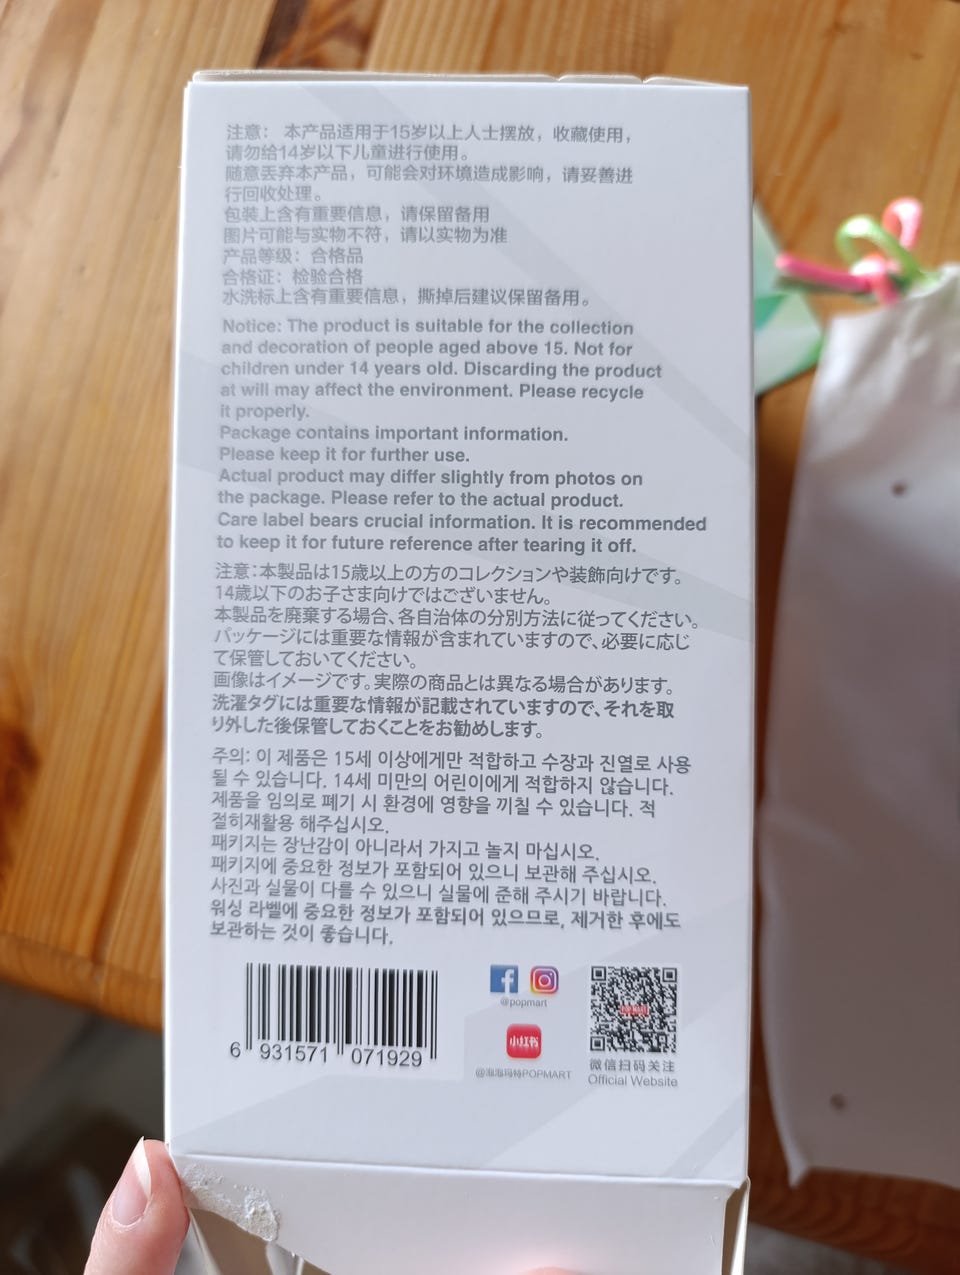 注意： 本产品适用于15岁以上人士摆放，收藏使用，
请勿给14岁以下儿童进行使用。
随意丢弃本产品，可能会对环境造成影响，请妥善进
行回收处理。
包装上含有重要信息，请保留备用
图片可能与实物不符，请以实物为准
产品等级：合格品
合格证：检验合格
水洗标上含有重要信息，撕掉后建议保留备用。
Notice: The product is suitable for the collection
and decoration of people aged above 15. Not for
children under 14 years old. Discarding the product
at will may affect the environment. Please recycle
it properly.
Package contains important information.
Please keep it for further use.
Actual product may differ slightly from photos on
the package. Please refer to the actual product.
Care label bears crucial information. It is recommended
to keep it for future reference after tearing it off.
注意：本製品は15歳以上の方のコレクションや装飾向けです。
14歳以下のお子さま向けではございません。
本製品を廃棄する場合、各自治体の分別方法に従ってください。
パッケージには重要な情報が含まれていますので、必要に応じ
て保管しておいてください。
画像はイメージです。実際の商品とは異なる場合があります。
洗濯タグには重要な情報が記載されていますので、それを取
り外した後保管しておくことをお勧めします。
주의: 이 제품은 15세 이상에게만 적합하고 수장과 진열로 사용
될 수 있습니다. 14세 미만의 어린이에게 적합하지 않습니다.
제품을 임의로 폐기 시 환경에 영향을 끼칠 수 있습니다. 적
절히재활용 해주십시오.
패키지는 장난감이 아니라서 가지고 놀지 마십시오.
패키지에 중요한 정보가 포함되어 있으니 보관해 주십시오.
사진과 실물이 다를 수 있으니 실물에 준해 주시기 바랍니다.
워싱 라벨에 중요한 정보가 포함되어 있으므로, 제거한 후에도
보관하는 것이 좋습니다.
6 931571 071929
@popmart
小红书
@泡泡玛特POPMART
POP MART
微信扫码关注
Official Website